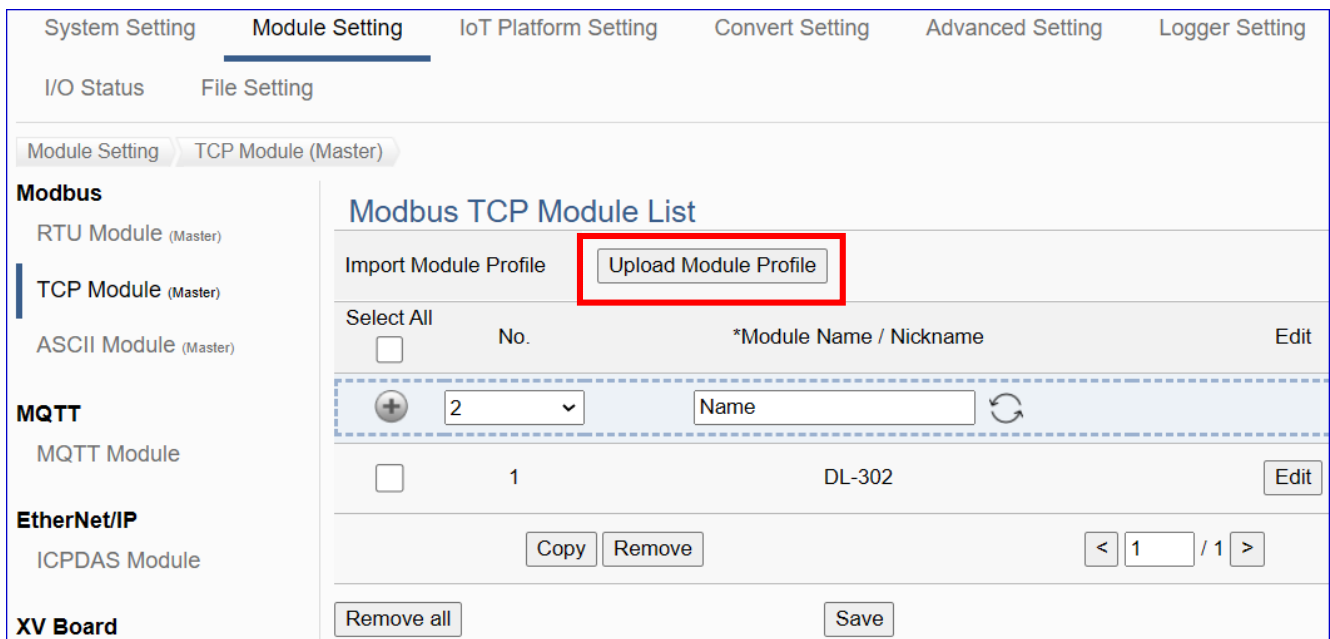 System Setting Module Setting IoT Platform Setting Convert Setting Advanced Setting Logger Setting
I/O Status File Setting
Module Setting TCP Module (Master)
Modbus
RTU Module (Master)
TCP Module (Master)
ASCII Module (Master)
MQTT
MQTT Module
EtherNet/IP
ICPDAS Module
XV Board
Modbus TCP Module List
Import Module Profile Upload Module Profile
Select All No. *Module Name / Nickname Edit
2 Name
1 DL-302 Edit
Copy Remove < 1 / 1 >
Remove all Save